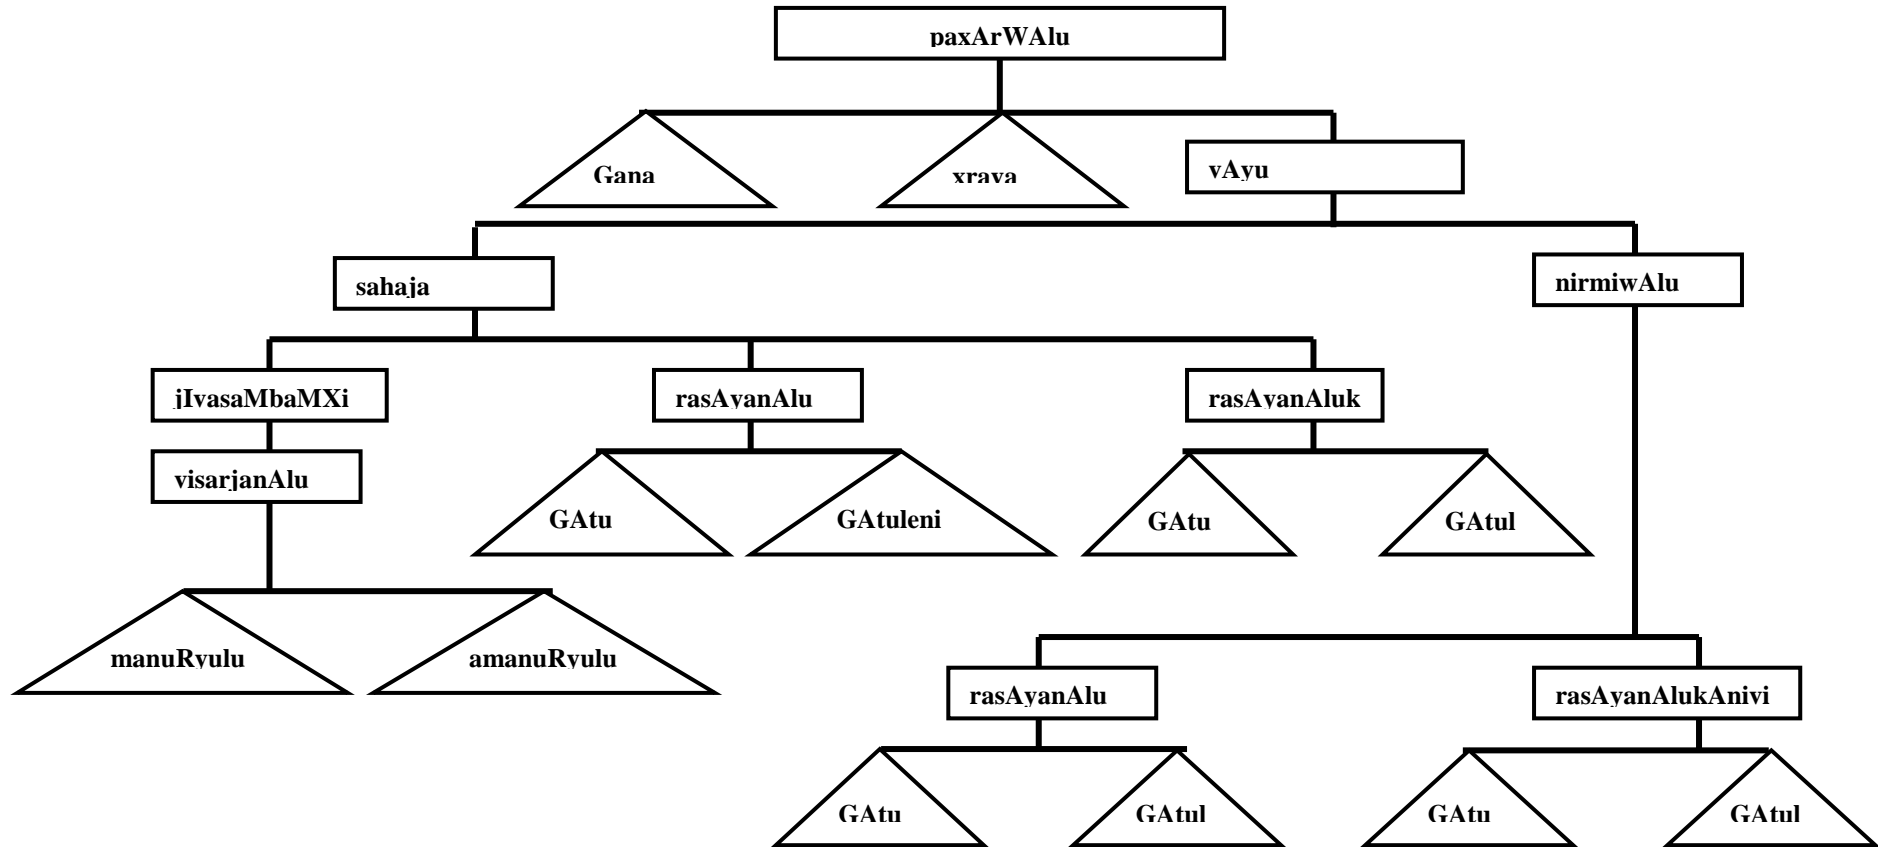 paxArWAlu
Gana
xrava
vAyu
sahaja
nirmiwAlu
jIvasaMbaMXi
rasAyanAlu
rasAyanAluk
visarjanAlu
GAtu
GAtuleni
GAtu
GAtul
manuRyulu
amanuRyulu
rasAyanAlu
rasAyanAlukAnivi
GAtu
GAtul
GAtu
GAtul